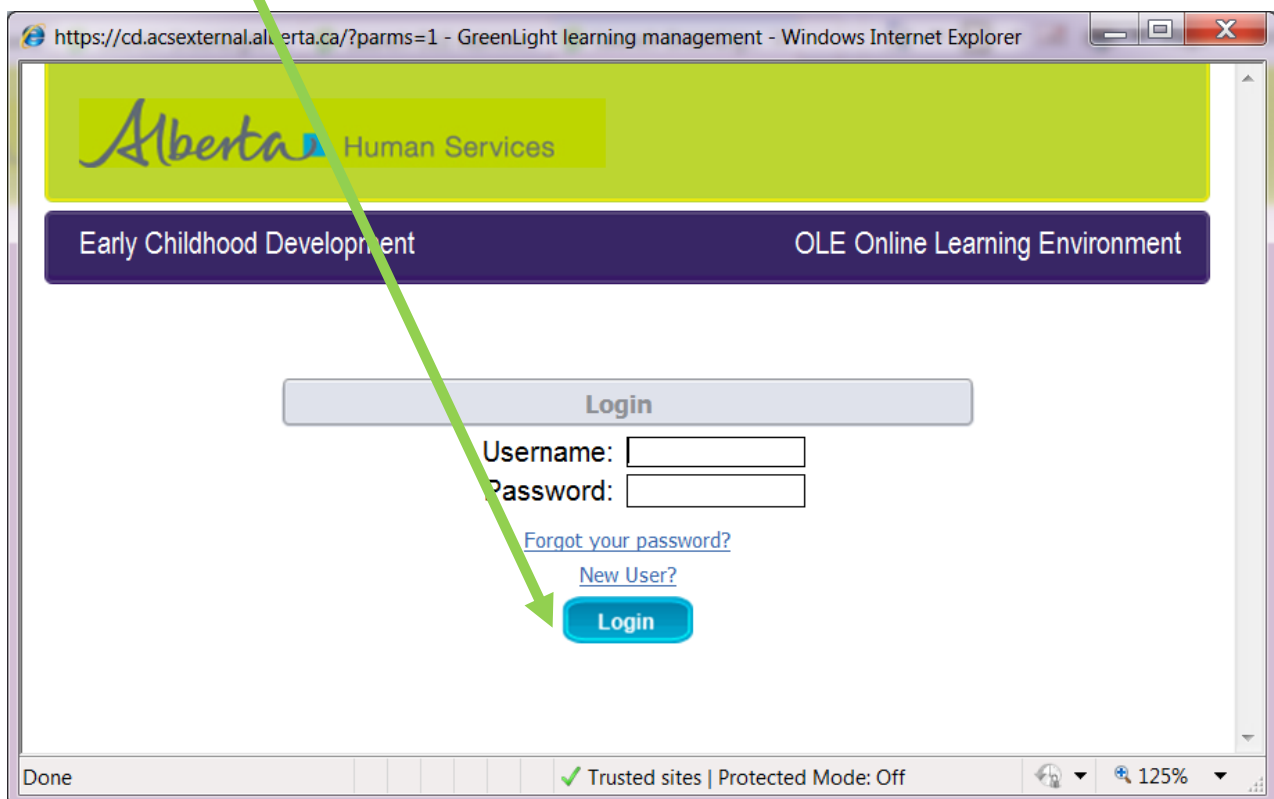 https://cd.acsexternal.alberta.ca/?parms=1 - GreenLight learning management - Windows Internet Explorer
Alberta Human Services
Early Childhood Development OLE Online Learning Environment
Login
Username:
Password:
Forgot your password?
New User?
Login
Done Trusted sites | Protected Mode: Off 125%